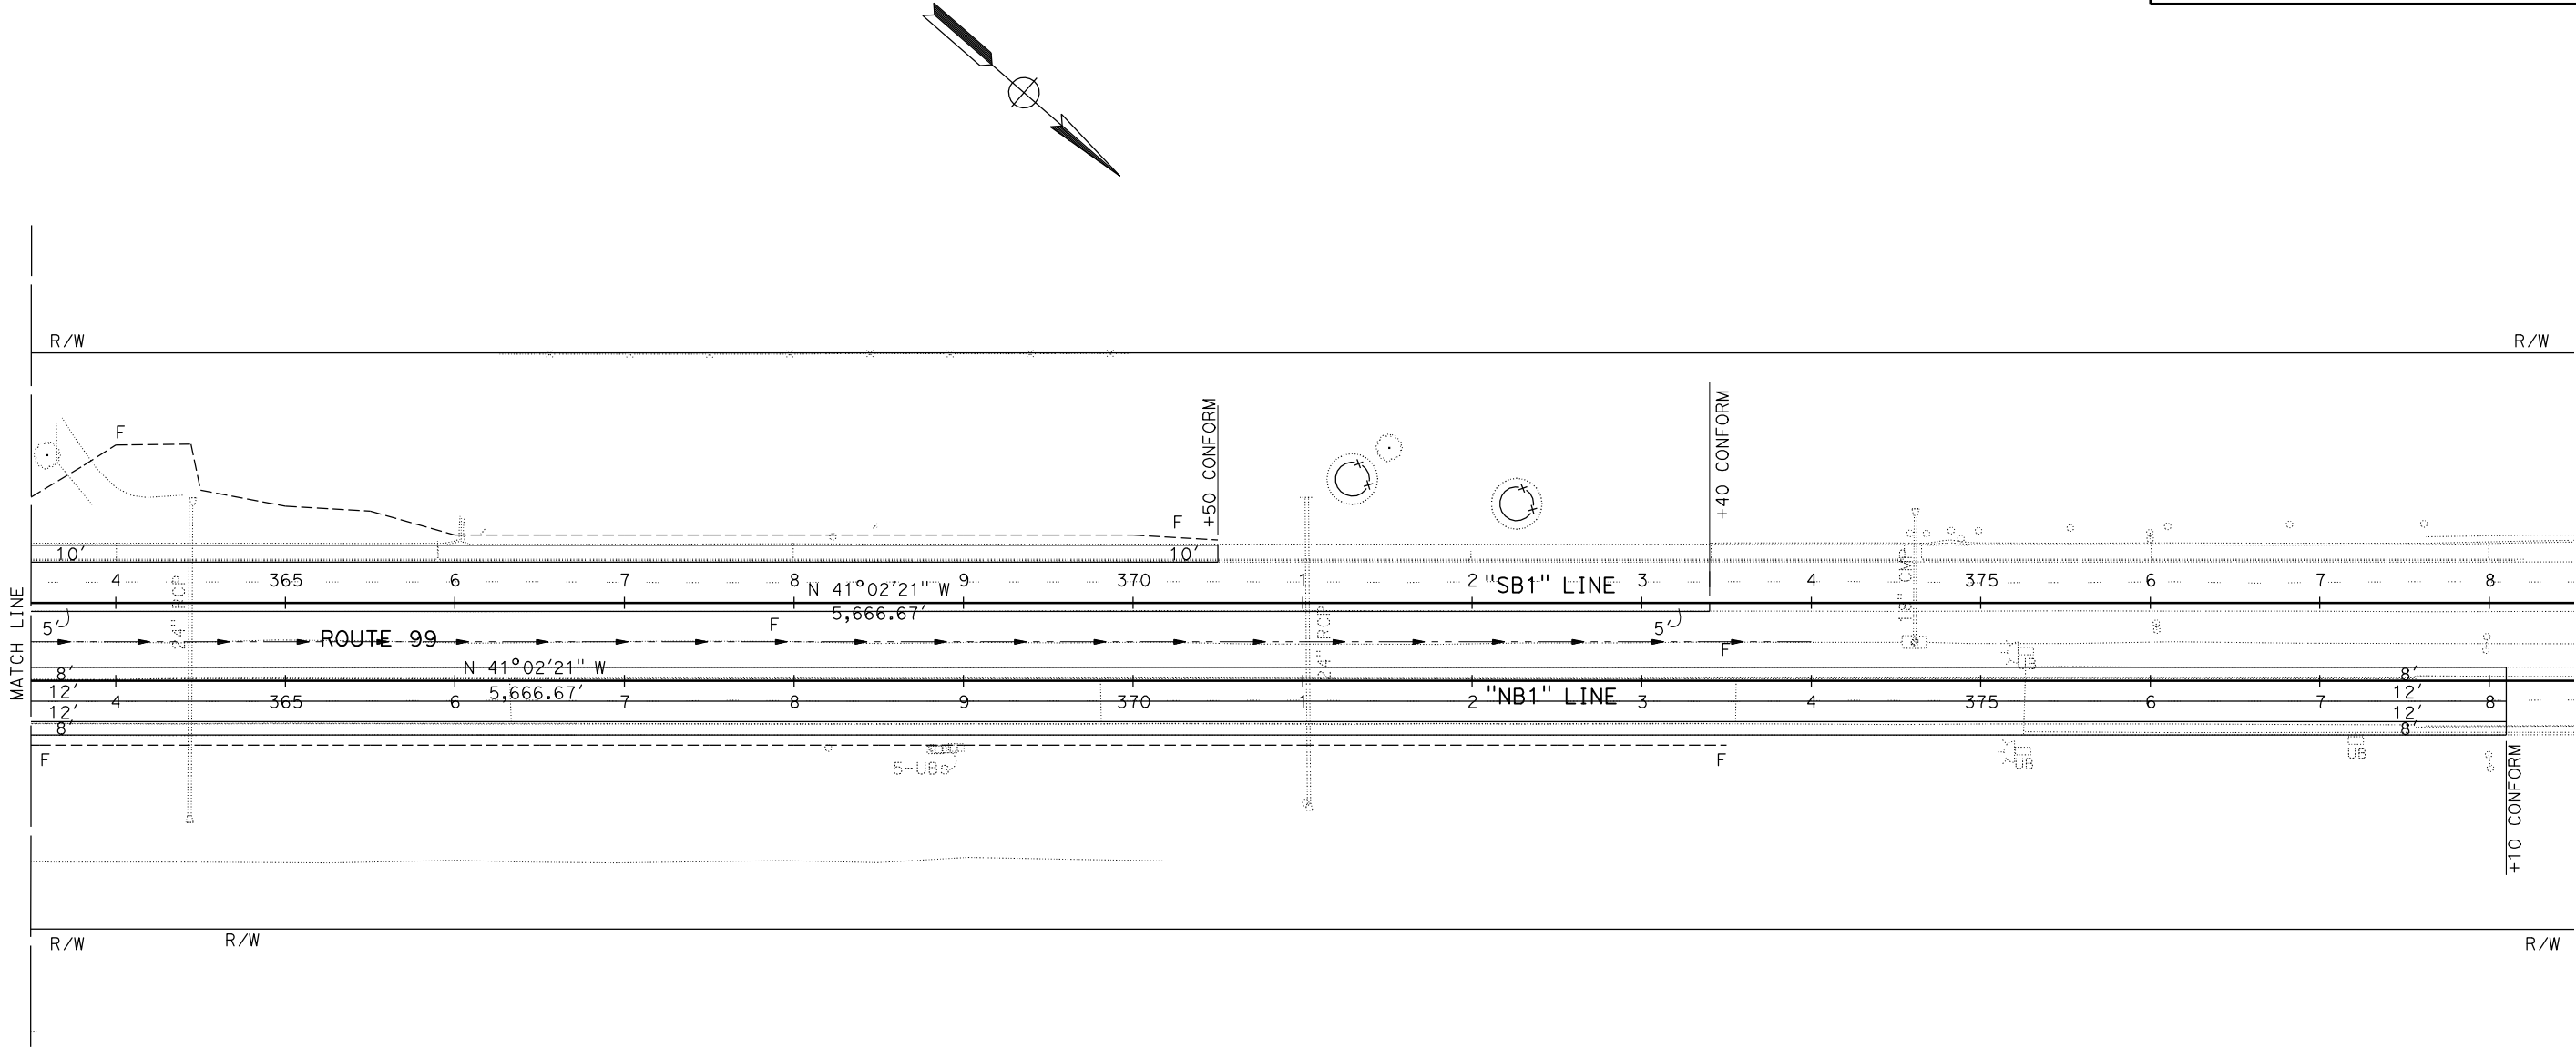 R/W
R/W
F
+50 CONFORM
+40 CONFORM
F
10'
10'
4 365 6 7 8 9 370 1 2 3 4 375 6 7 8
N 41°02'21" W
"SB1" LINE
5,666.67'
24" RCP
24" RCP
18" CMP
5'
5'
F
ROUTE 99
F
MATCH LINE
N 41°02'21" W
5,666.67'
8'
12'
12'
8'
8'
12'
12'
8'
4 365 6 7 8 9 370 1 2 3 4 375 6 7 8
"NB1" LINE
UB
F
5-UBs
F
UB
UB
+10 CONFORM
R/W
R/W
R/W